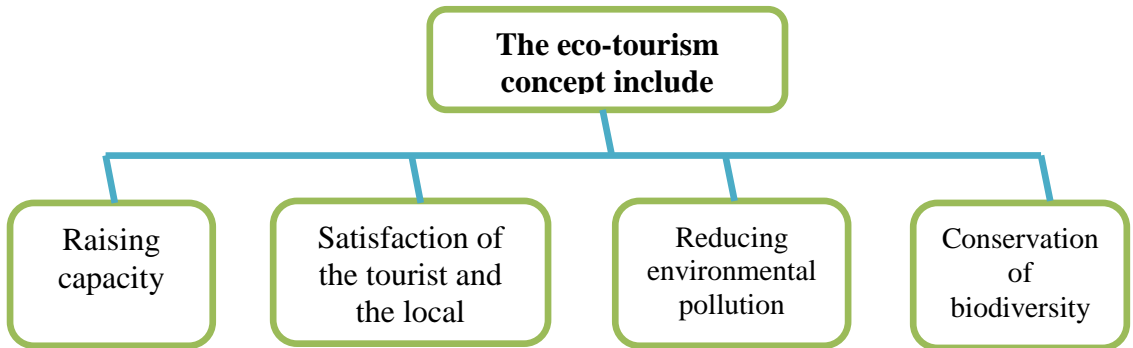 The eco-tourism
concept include
Raising
capacity
Satisfaction of
the tourist and
the local
Reducing
environmental
pollution
Conservation
of
biodiversity